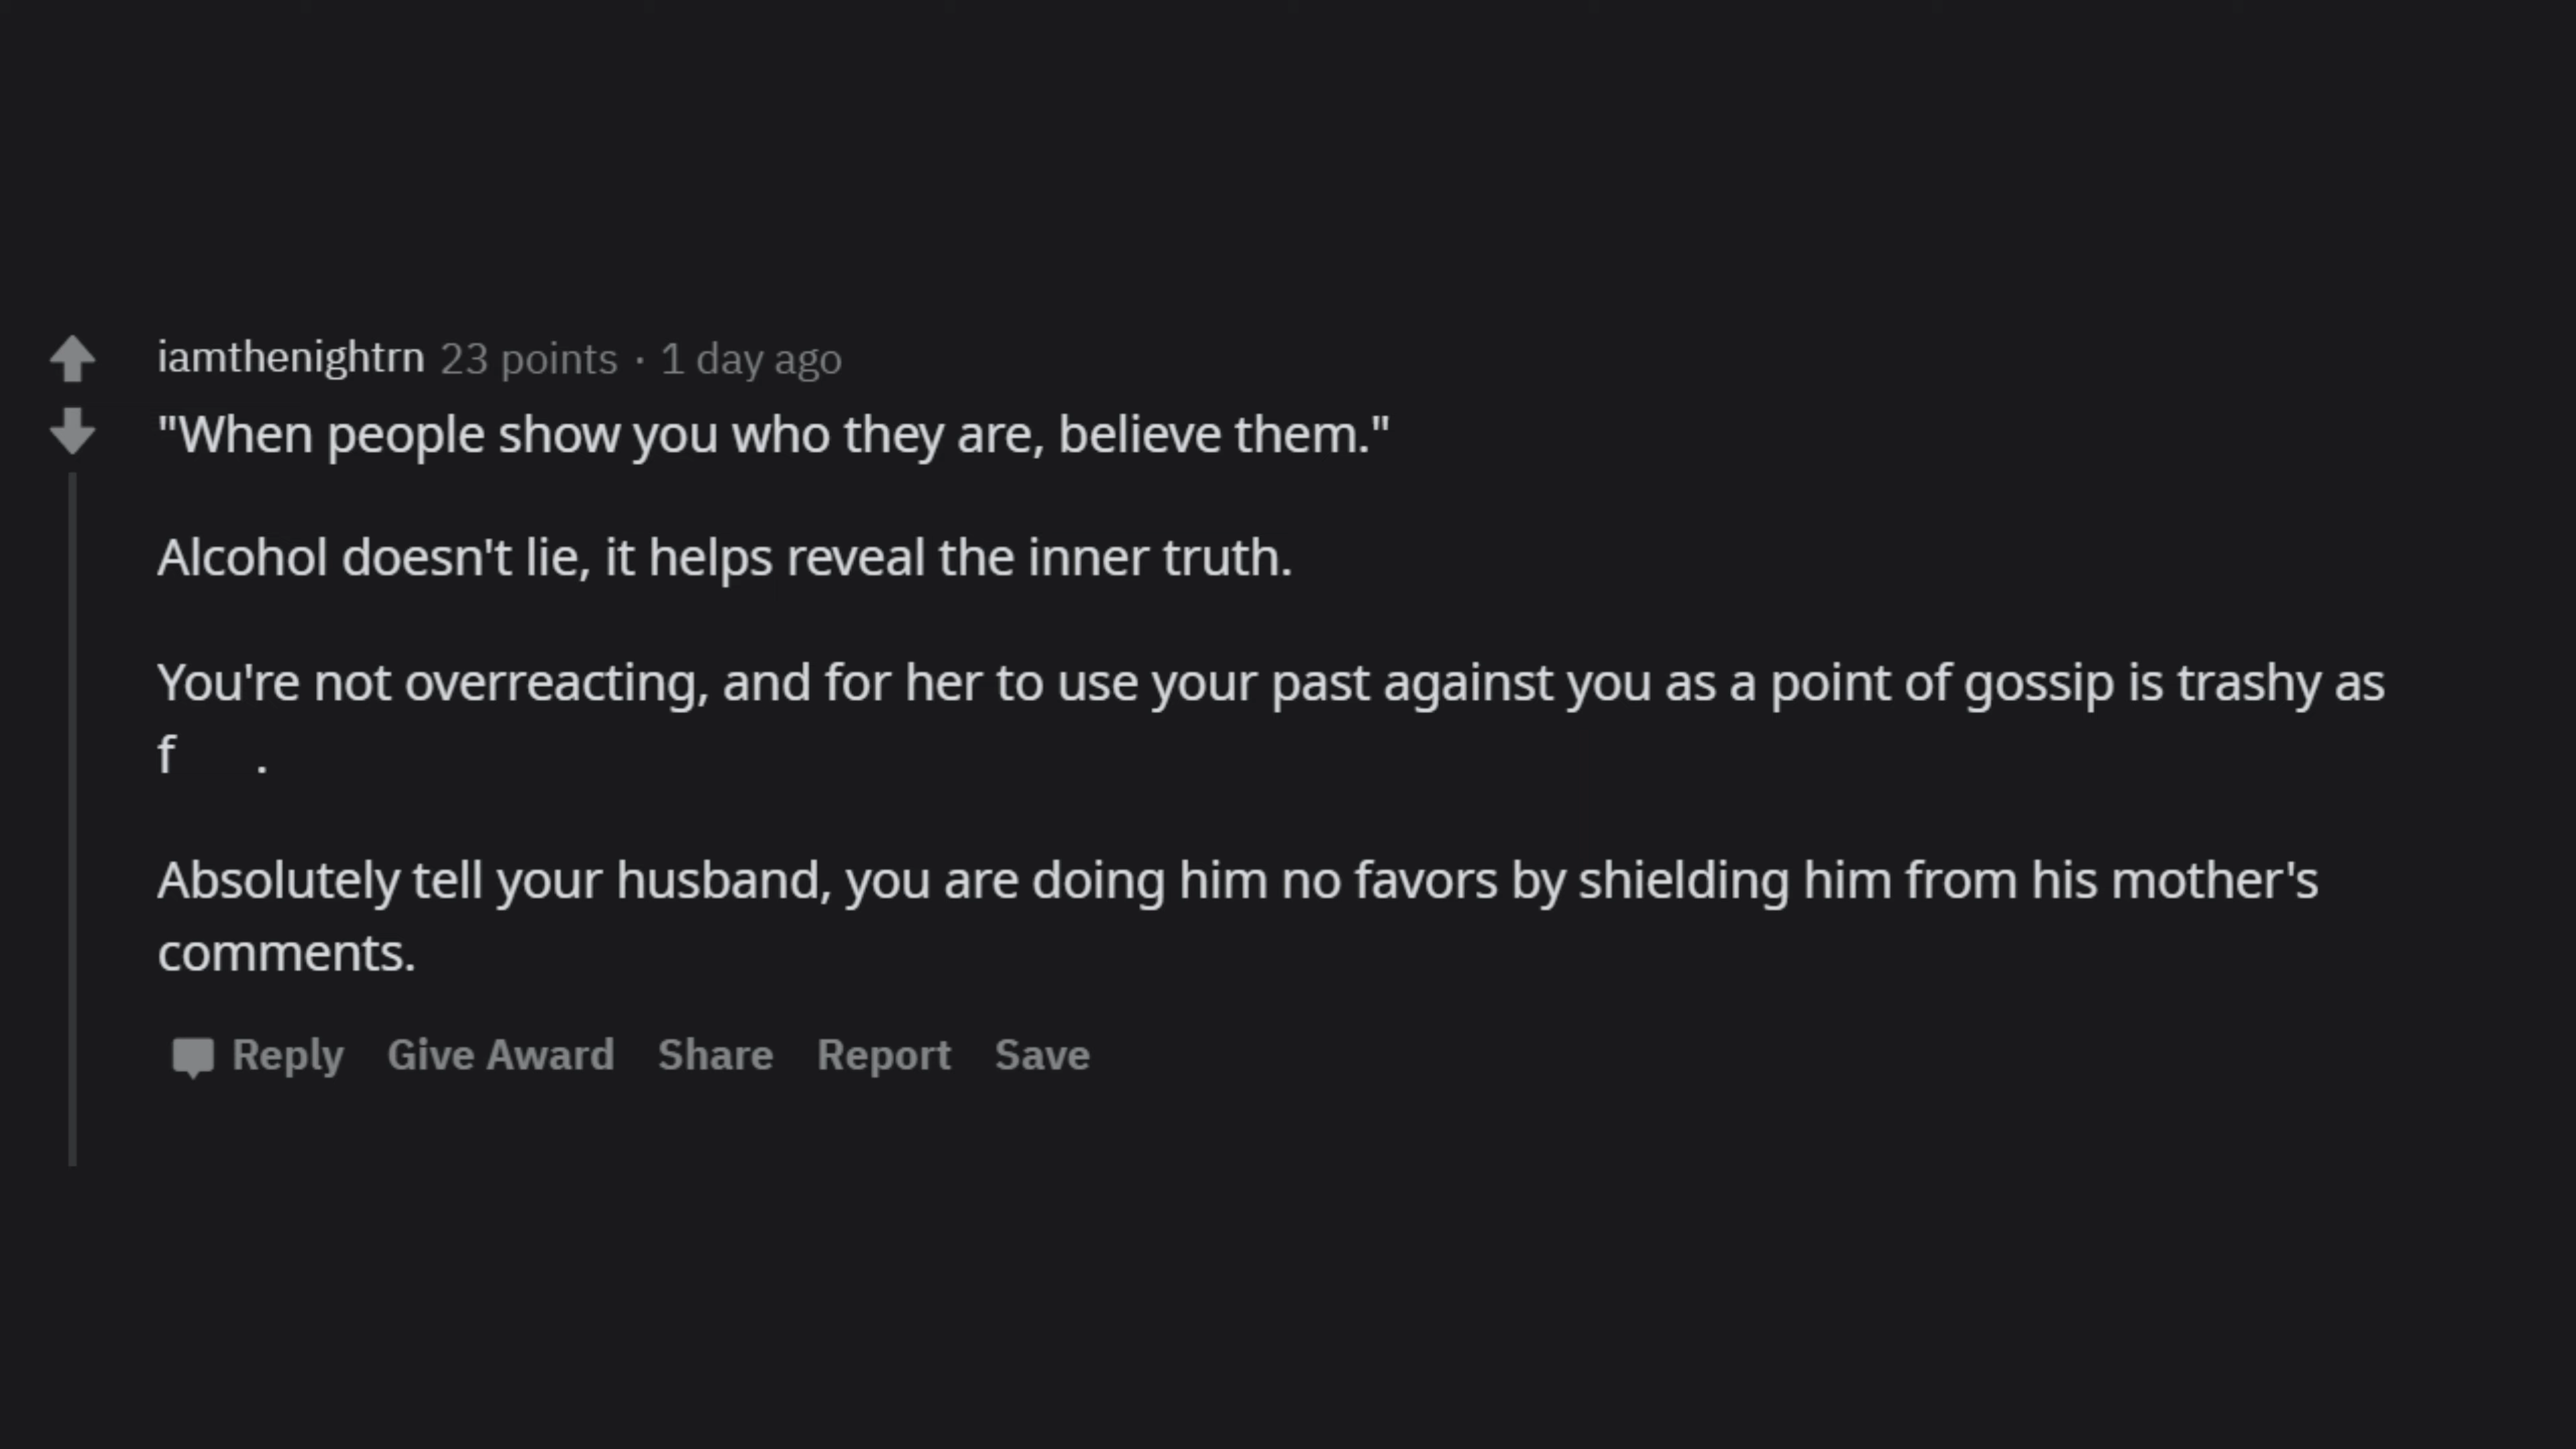 iamthenightrn 23 points · 1 day ago
"When people show you who they are, believe them."
Alcohol doesn't lie, it helps reveal the inner truth.
You're not overreacting, and for her to use your past against you as a point of gossip is trashy as
f .
Absolutely tell your husband, you are doing him no favors by shielding him from his mother's
comments.
Reply Give Award Share Report Save